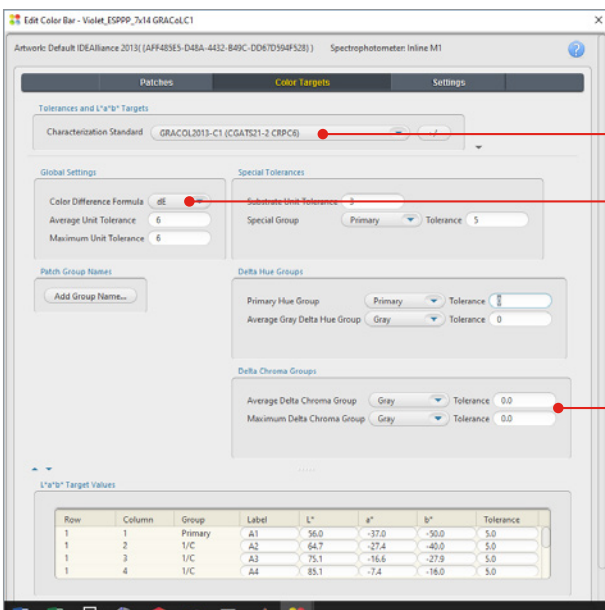 Edit Color Bar - Violet_ESPPP_7x14 GRACoLC1
Artwork: Default IDEAlliance 2013( (AFF485E5-D48A-4432-B49C-DD67D594F528) ) Spectrophotometer: Inline M1
Patches Color Targets Settings
Tolerances and L*a*b* Targets
Characterization Standard GRACOL2013-C1 (CGATS21-2 CRPC6) +/-
Global Settings Special Tolerances
Color Difference Formula dE Substrate Unit Tolerance 3
Average Unit Tolerance 6 Special Group Primary Tolerance 5
Maximum Unit Tolerance 6
Patch Group Names Delta Hue Groups
Add Group Name... Primary Hue Group Primary Tolerance
Average Gray Delta Hue Group Gray Tolerance 0
Delta Chroma Groups
Average Delta Chroma Group Gray Tolerance 0.0
Maximum Delta Chroma Group Gray Tolerance 0.0
L*a*b* Target Values
Row Column Group Label L* a* b* Tolerance
1 1 Primary A1 56.0 -37.0 -50.0 5.0
1 2 1/C A2 64.7 -27.4 -40.0 5.0
1 3 1/C A3 75.1 -16.6 -27.9 5.0
1 4 1/C A4 85.1 -7.4 -16.0 5.0